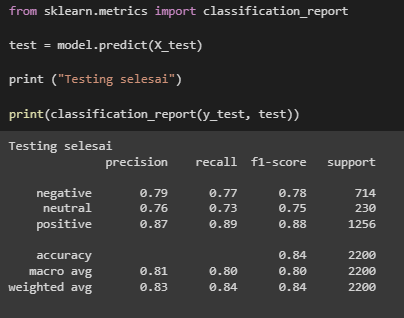 from sklearn.metrics import classification_report
test = model.predict(X_test)
print ("Testing selesai")
print(classification_report(y_test, test))
Testing selesai
precision recall f1-score support
negative 0.79 0.77 0.78 714
neutral 0.76 0.73 0.75 230
positive 0.87 0.89 0.88 1256
accuracy 0.84 2200
macro avg 0.81 0.80 0.80 2200
weighted avg 0.83 0.84 0.84 2200